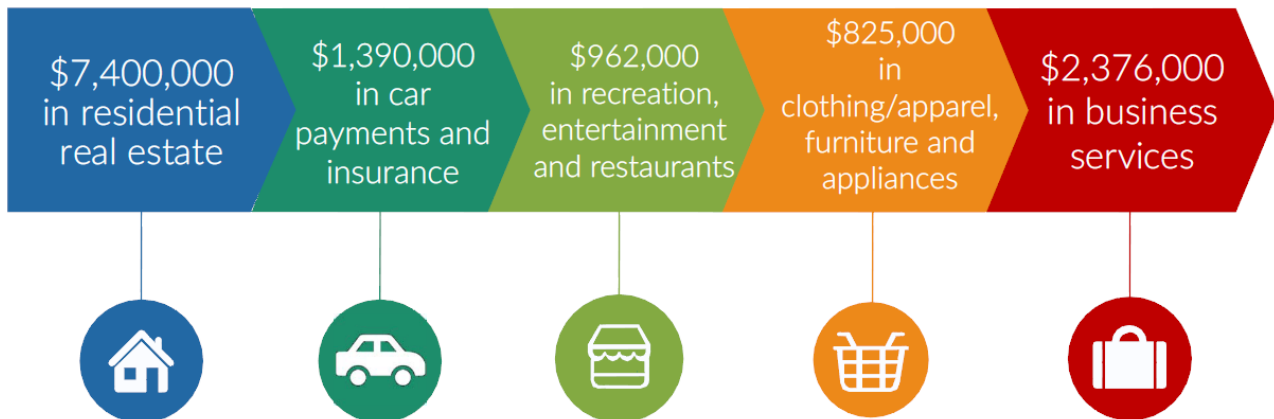 $7,400,000
in residential
real estate
$1,390,000
in car
payments and
insurance
$962,000
in recreation,
entertainment
and restaurants
$825,000
in
clothing/apparel,
furniture and
appliances
$2,376,000
in business
services